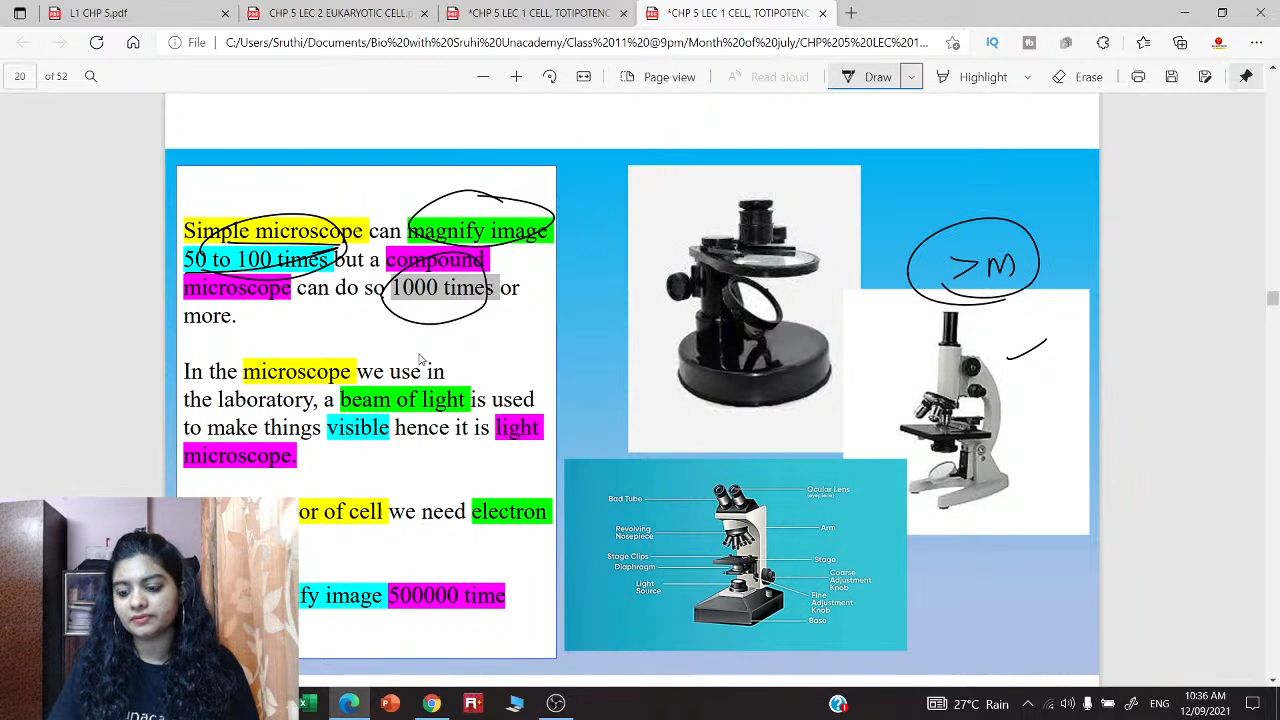 L1 CHP 5.pdf
CHP 5 LEC 2 EUKARYOTIC CELL.p
*CHP 5 LEC 1 CELL, TOTIPOTENC
*CHP 5 LEC 1 CELL, TOTIPOTENC
File
C:/Users/Sruthi/Documents/Bio%20with%20Sruhi/Unacademy/Class%2011%20@9pm/Month%20of%20july/CHP%205%20LEC%201...
20 of 52
Page view
Read aloud
Draw
Highlight
Erase
Simple microscope can magnify image
50 to 100 times but a compound
microscope can do so 1000 times or
more.
In the microscope we use in
the laboratory, a beam of light is used
to make things visible hence it is light
microscope.
or of cell we need electron
fy image 500000 time
>m
Bad Tube
Revolving
Nosepiece
Stage Clips
Diaphragm
Light
Source
Ocular Lens
(eyepiece)
Arm
Stage
Coarse
Adjustment
Knob
Fine
Adjustment
Knob
Base
27°C Rain
ENG
10:36 AM
12/09/2021